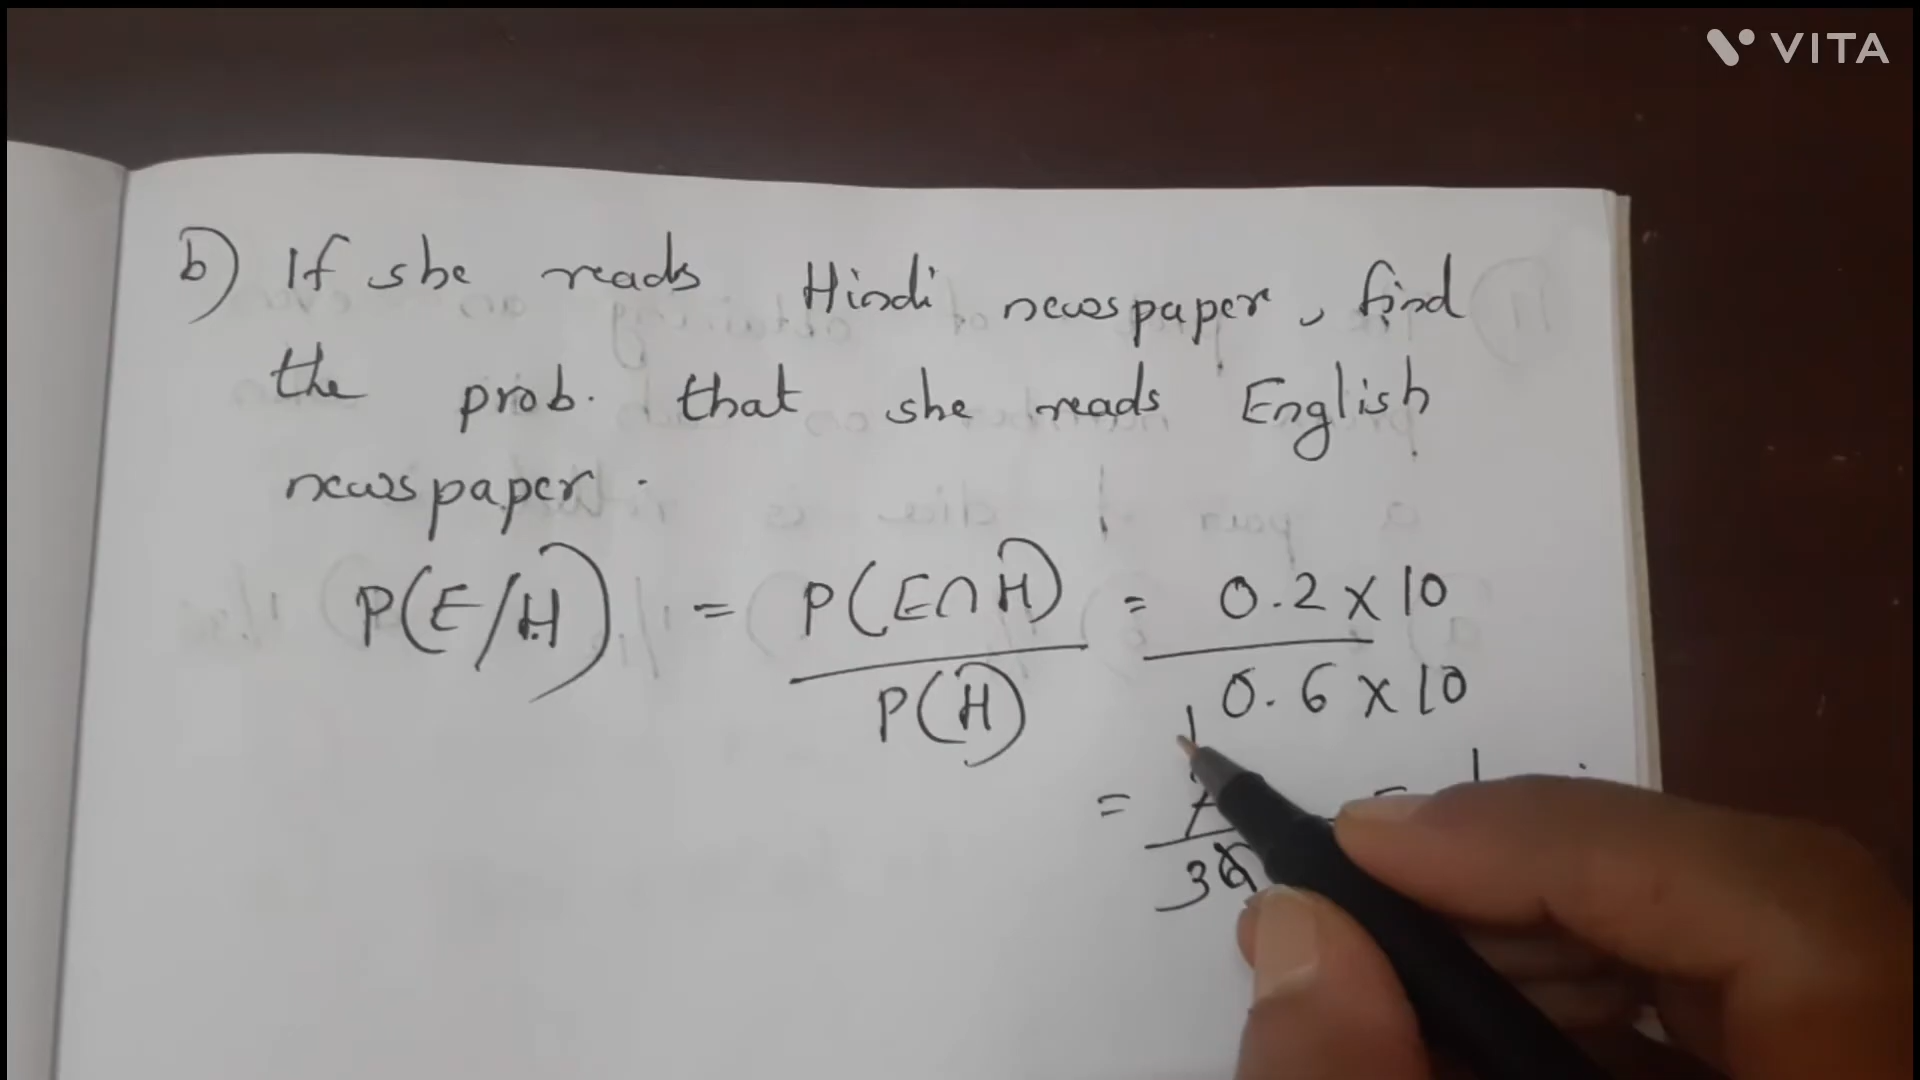 VITA
b) If she reads Hindi newspaper, find
the prob. that she reads English
newspaper.
P(E/H) = P(E∩H) / P(H) = 0.2 × 10 / 0.6 × 10